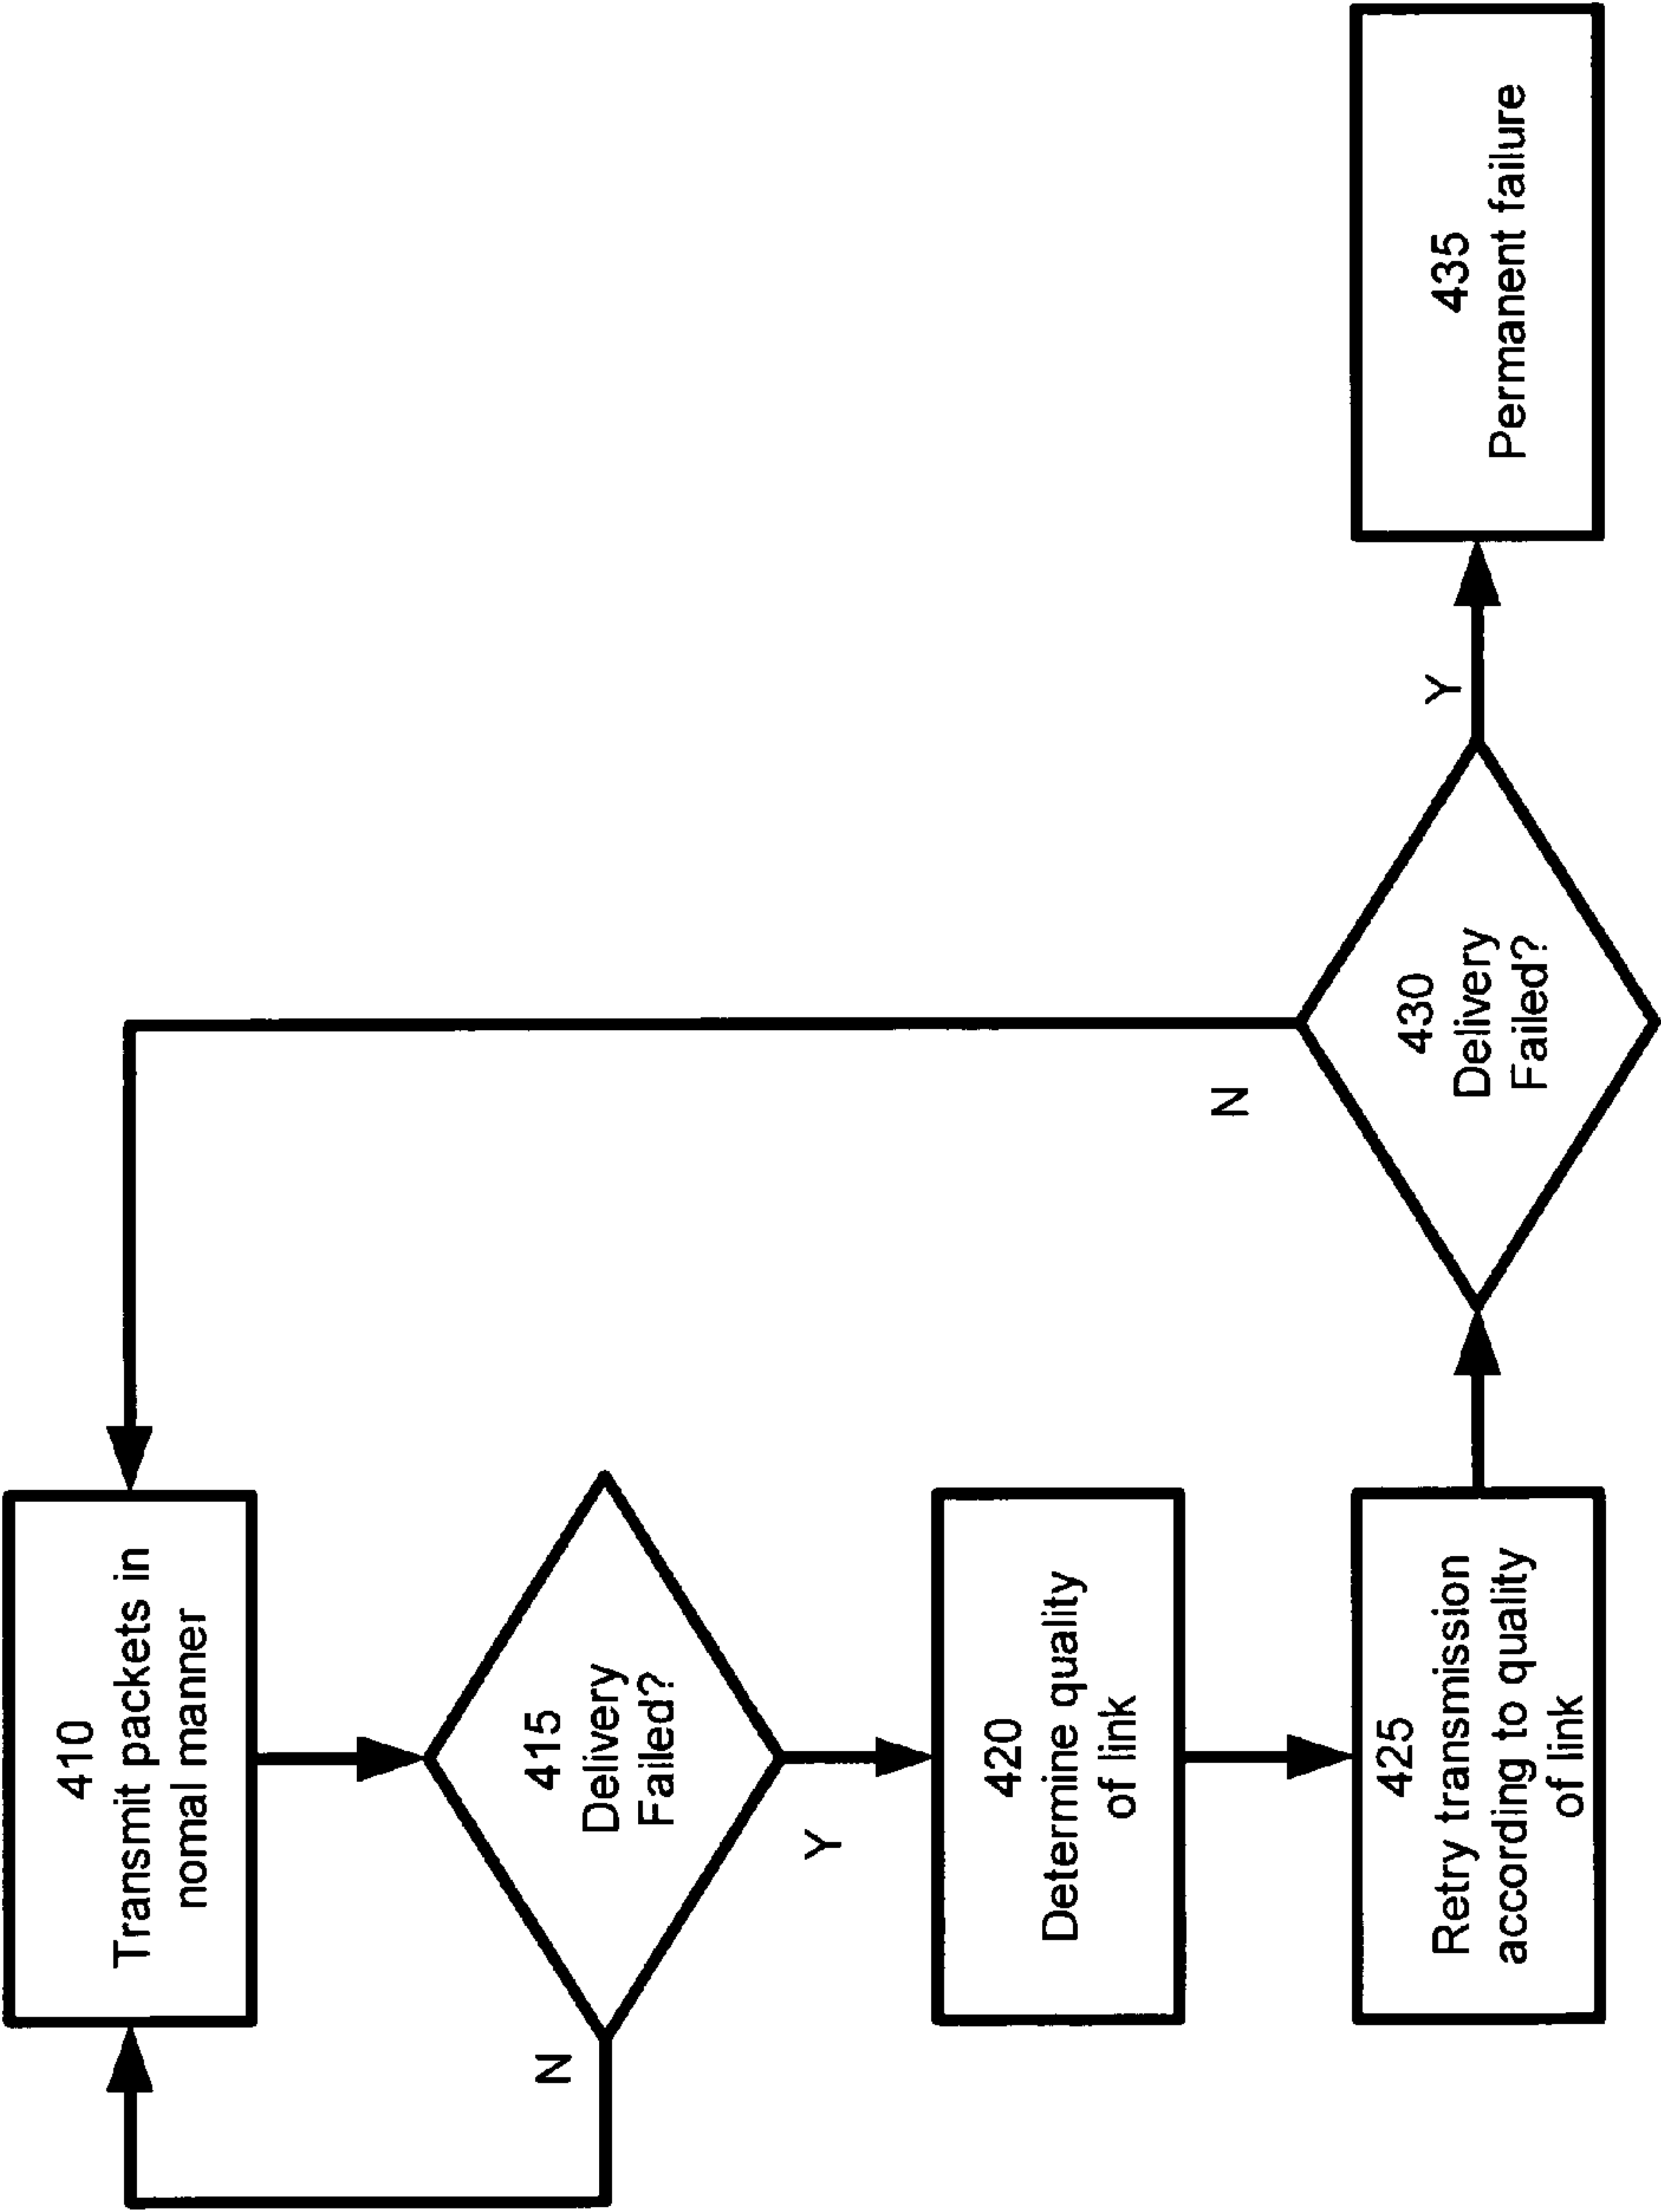 410
Transmit packets in
normal manner
415
Delivery
Failed?
N
Y
420
Determine quality
of link
425
Retry transmission
according to quality
of link
430
Delivery
Failed?
N
Y
435
Permanent failure